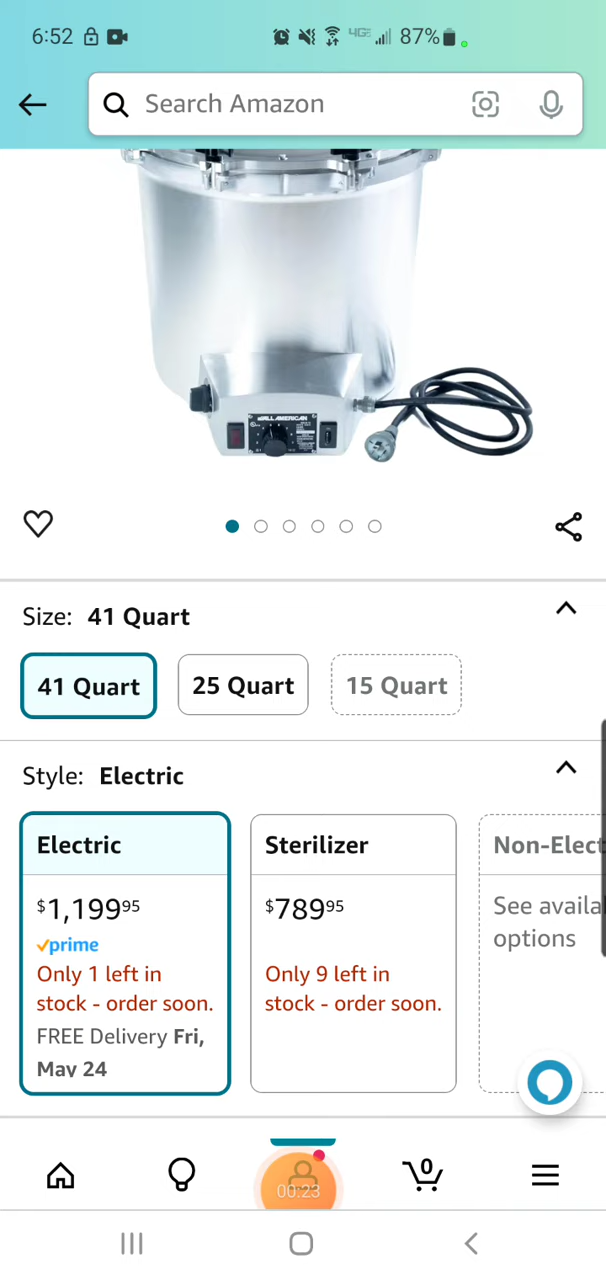 6:52
4GE
87%
Search Amazon
ALL AMERICAN
Size: 41 Quart
41 Quart
25 Quart
15 Quart
Style: Electric
Electric
$1,199 95
prime
Only 1 left in
stock - order soon.
FREE Delivery Fri,
May 24
Sterilizer
$789 95
Only 9 left in
stock - order soon.
Non-Elect
See availa
options
00:23
0